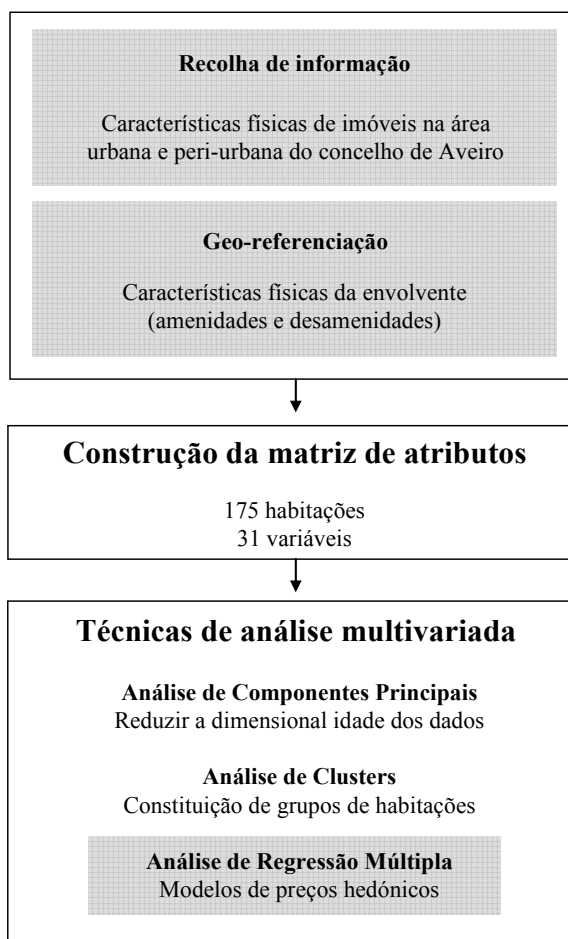 Recolha de informação
Características físicas de imóveis na área
urbana e peri-urbana do concelho de Aveiro
Geo-referenciação
Características físicas da envolvente
(amenidades e desamenidades)
Construção da matriz de atributos
175 habitações
31 variáveis
Técnicas de análise multivariada
Análise de Componentes Principais
Reduzir a dimensional idade dos dados
Análise de Clusters
Constituição de grupos de habitações
Análise de Regressão Múltipla
Modelos de preços hedónicos